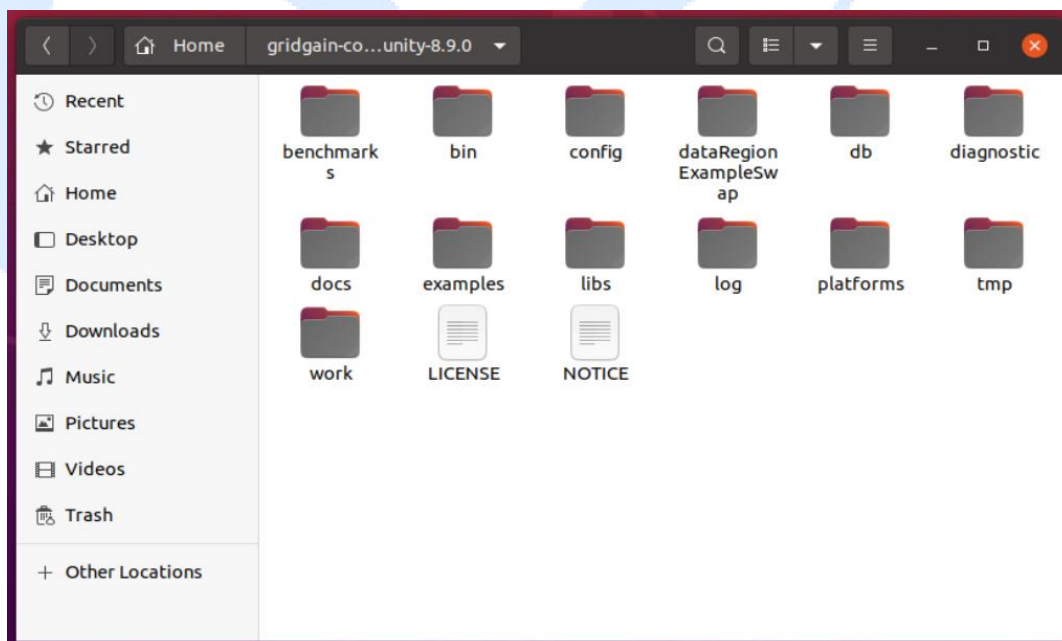 Home
gridgain-co...unity-8.9.0
Recent
Starred
Home
Desktop
Documents
Downloads
Music
Pictures
Videos
Trash
Other Locations
benchmark
s
bin
config
dataRegion
ExampleSw
ap
db
diagnostic
docs
examples
libs
log
platforms
tmp
work
LICENSE
NOTICE